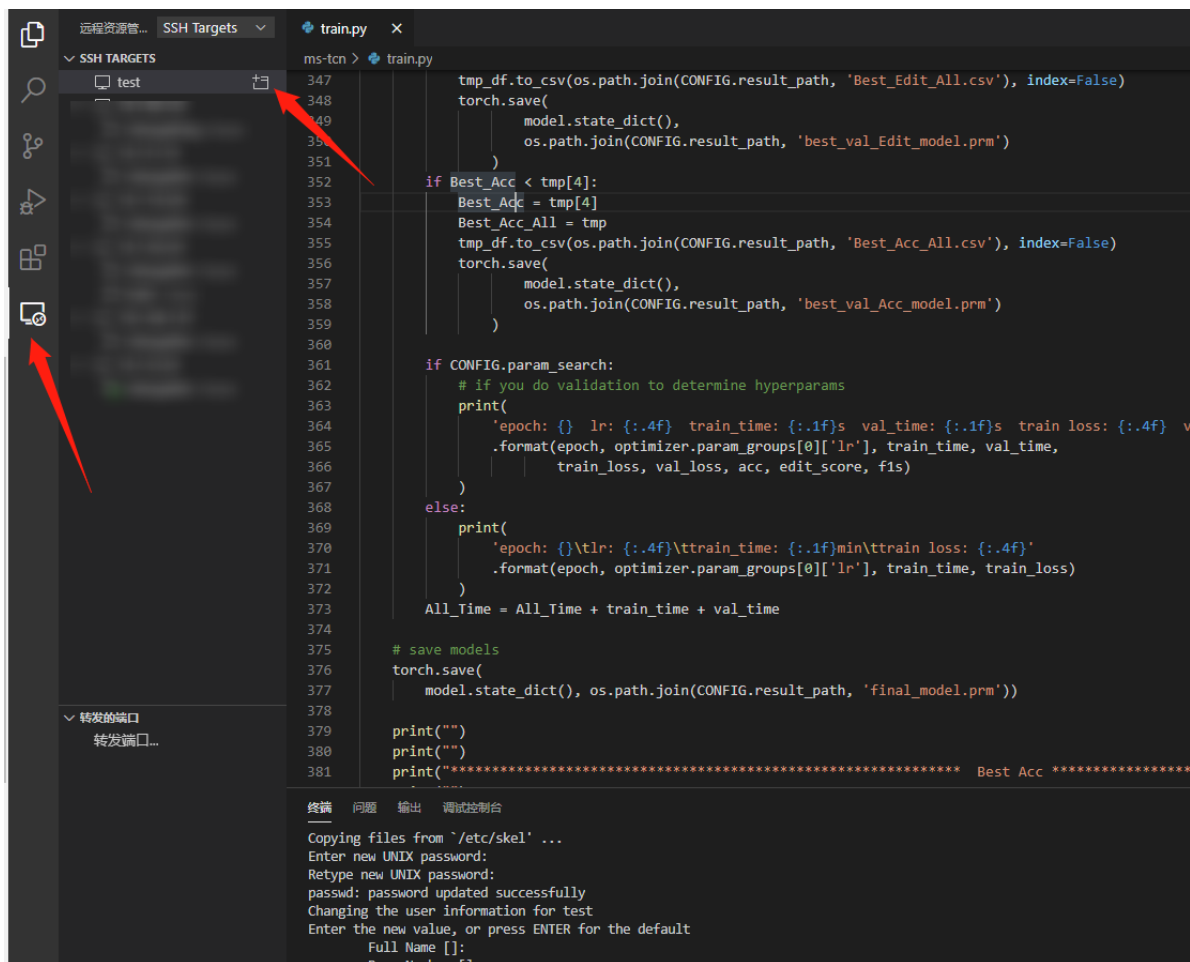 远程资源管... SSH Targets
SSH TARGETS
test
train.py
ms-tcn > train.py
347 tmp_df.to_csv(os.path.join(CONFIG.result_path, 'Best_Edit_All.csv'), index=False)
348 torch.save(
349 model.state_dict(),
350 os.path.join(CONFIG.result_path, 'best_val_Edit_model.prm')
351 )
352 if Best_Acc < tmp[4]:
353 Best_Acc = tmp[4]
354 Best_Acc_All = tmp
355 tmp_df.to_csv(os.path.join(CONFIG.result_path, 'Best_Acc_All.csv'), index=False)
356 torch.save(
357 model.state_dict(),
358 os.path.join(CONFIG.result_path, 'best_val_Acc_model.prm')
359 )
360
361 if CONFIG.param_search:
362 # if you do validation to determine hyperparams
363 print(
364 'epoch: {} lr: {:.4f} train_time: {:.1f}s val_time: {:.1f}s train loss: {:.4f} v
365 .format(epoch, optimizer.param_groups[0]['lr'], train_time, val_time,
366 train_loss, val_loss, acc, edit_score, f1s)
367 )
368 else:
369 print(
370 'epoch: {}\tlr: {:.4f}\ttrain_time: {:.1f}min\ttrain loss: {:.4f}'
371 .format(epoch, optimizer.param_groups[0]['lr'], train_time, train_loss)
372 )
373 All_Time = All_Time + train_time + val_time
374
375 # save models
376 torch.save(
377 model.state_dict(), os.path.join(CONFIG.result_path, 'final_model.prm'))
378
379 print("")
380 print("")
381 print("************************************************************** Best Acc *****************
转发的端口
转发端口...
终端 问题 输出 调试控制台
Copying files from `/etc/skel' ...
Enter new UNIX password:
Retype new UNIX password:
passwd: password updated successfully
Changing the user information for test
Enter the new value, or press ENTER for the default
Full Name []: